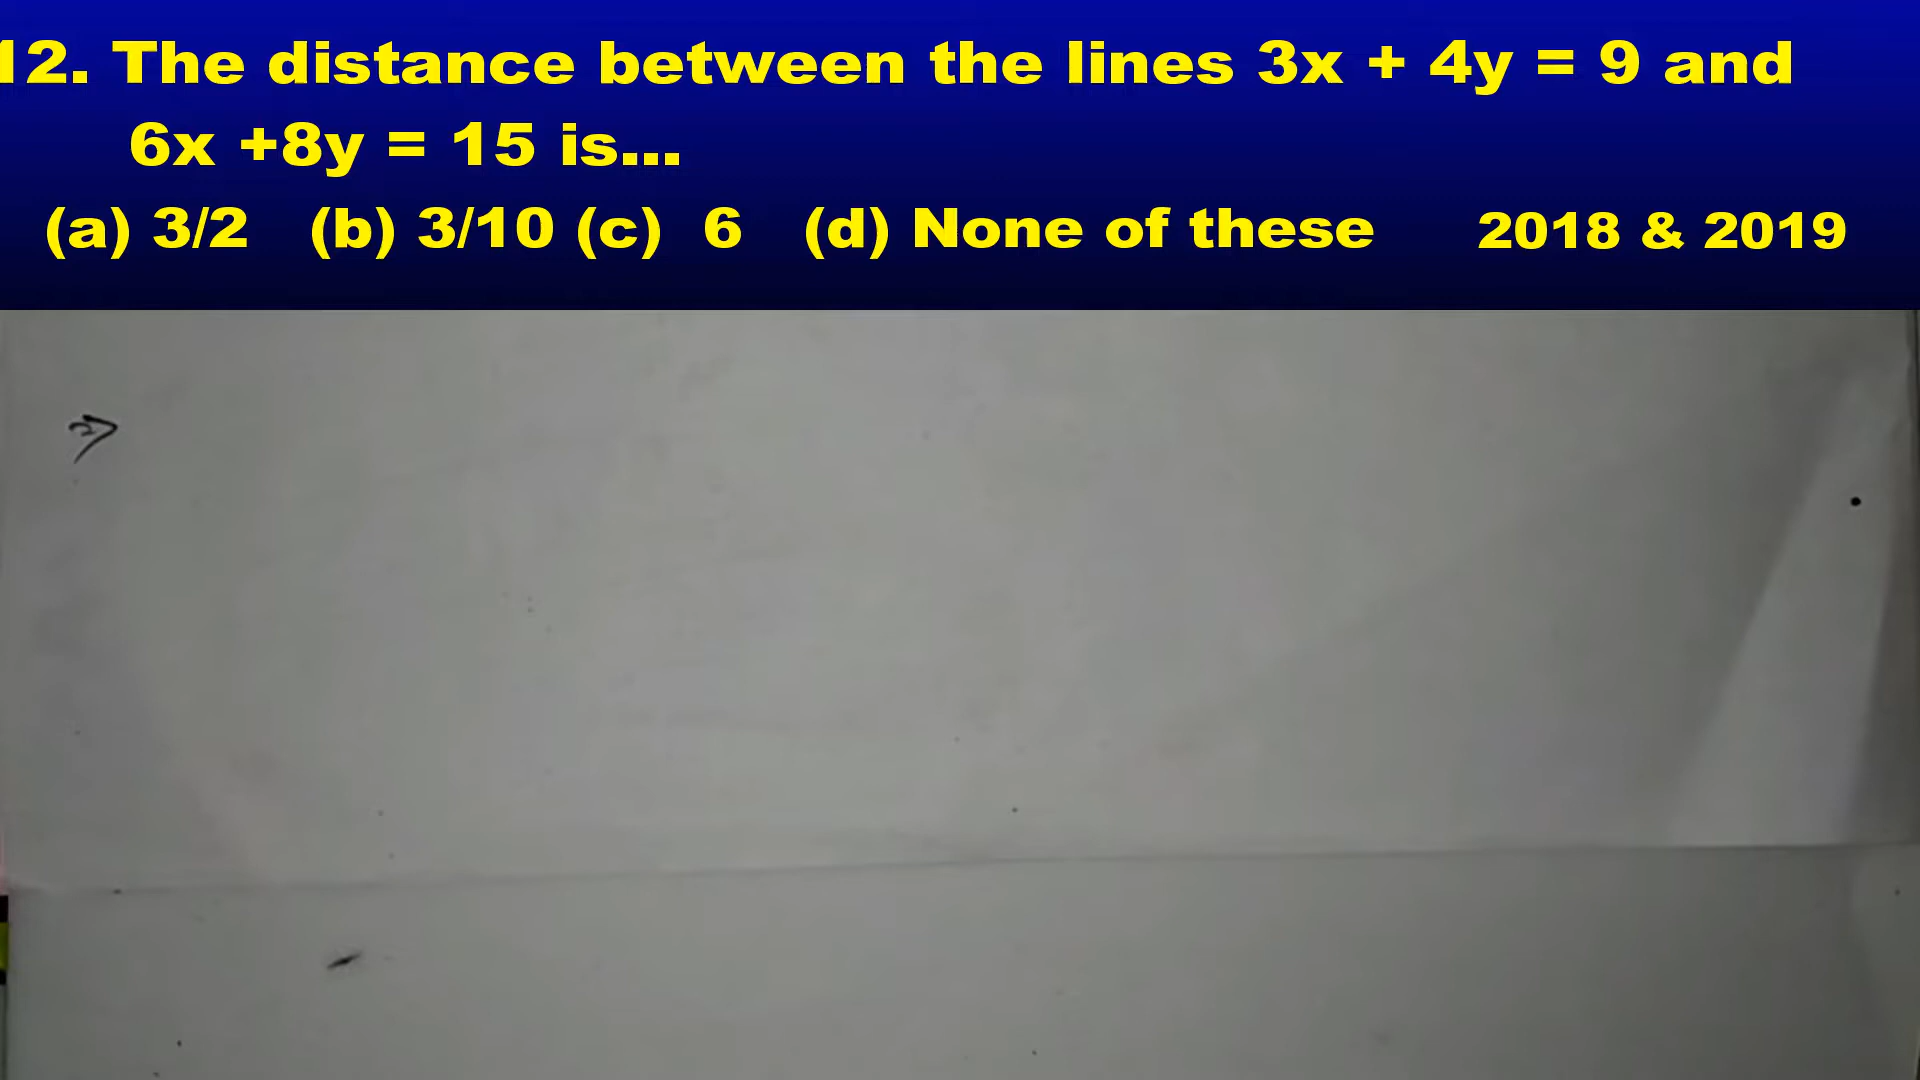 12. The distance between the lines 3x + 4y = 9 and
6x +8y = 15 is...
(a) 3/2 (b) 3/10 (c) 6 (d) None of these 2018 & 2019